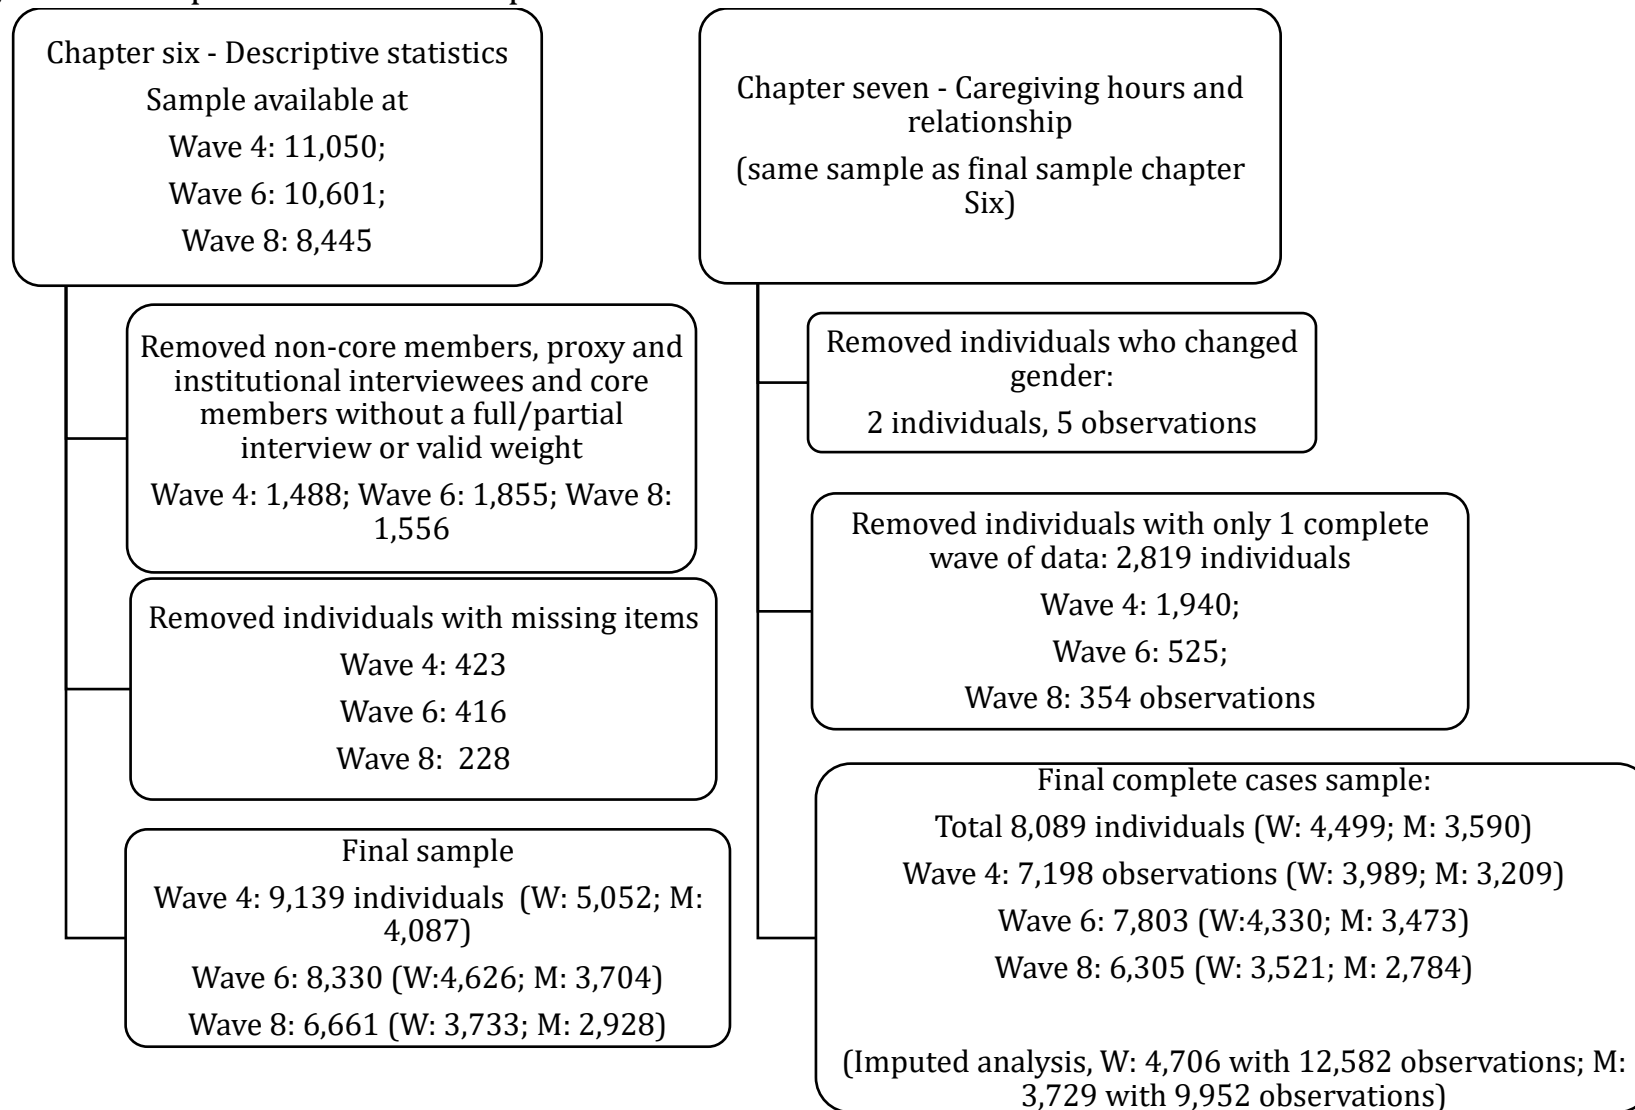 Chapter six - Descriptive statistics
Sample available at
Wave 4: 11,050;
Wave 6: 10,601;
Wave 8: 8,445
Removed non-core members, proxy and
institutional interviewees and core
members without a full/partial
interview or valid weight
Wave 4: 1,488; Wave 6: 1,855; Wave 8:
1,556
Removed individuals with missing items
Wave 4: 423
Wave 6: 416
Wave 8: 228
Final sample
Wave 4: 9,139 individuals (W: 5,052; M:
4,087)
Wave 6: 8,330 (W:4,626; M: 3,704)
Wave 8: 6,661 (W: 3,733; M: 2,928)
Chapter seven - Caregiving hours and
relationship
(same sample as final sample chapter
Six)
Removed individuals who changed
gender:
2 individuals, 5 observations
Removed individuals with only 1 complete
wave of data: 2,819 individuals
Wave 4: 1,940;
Wave 6: 525;
Wave 8: 354 observations
Final complete cases sample:
Total 8,089 individuals (W: 4,499; M: 3,590)
Wave 4: 7,198 observations (W: 3,989; M: 3,209)
Wave 6: 7,803 (W:4,330; M: 3,473)
Wave 8: 6,305 (W: 3,521; M: 2,784)
(Imputed analysis, W: 4,706 with 12,582 observations; M:
3,729 with 9,952 observations)